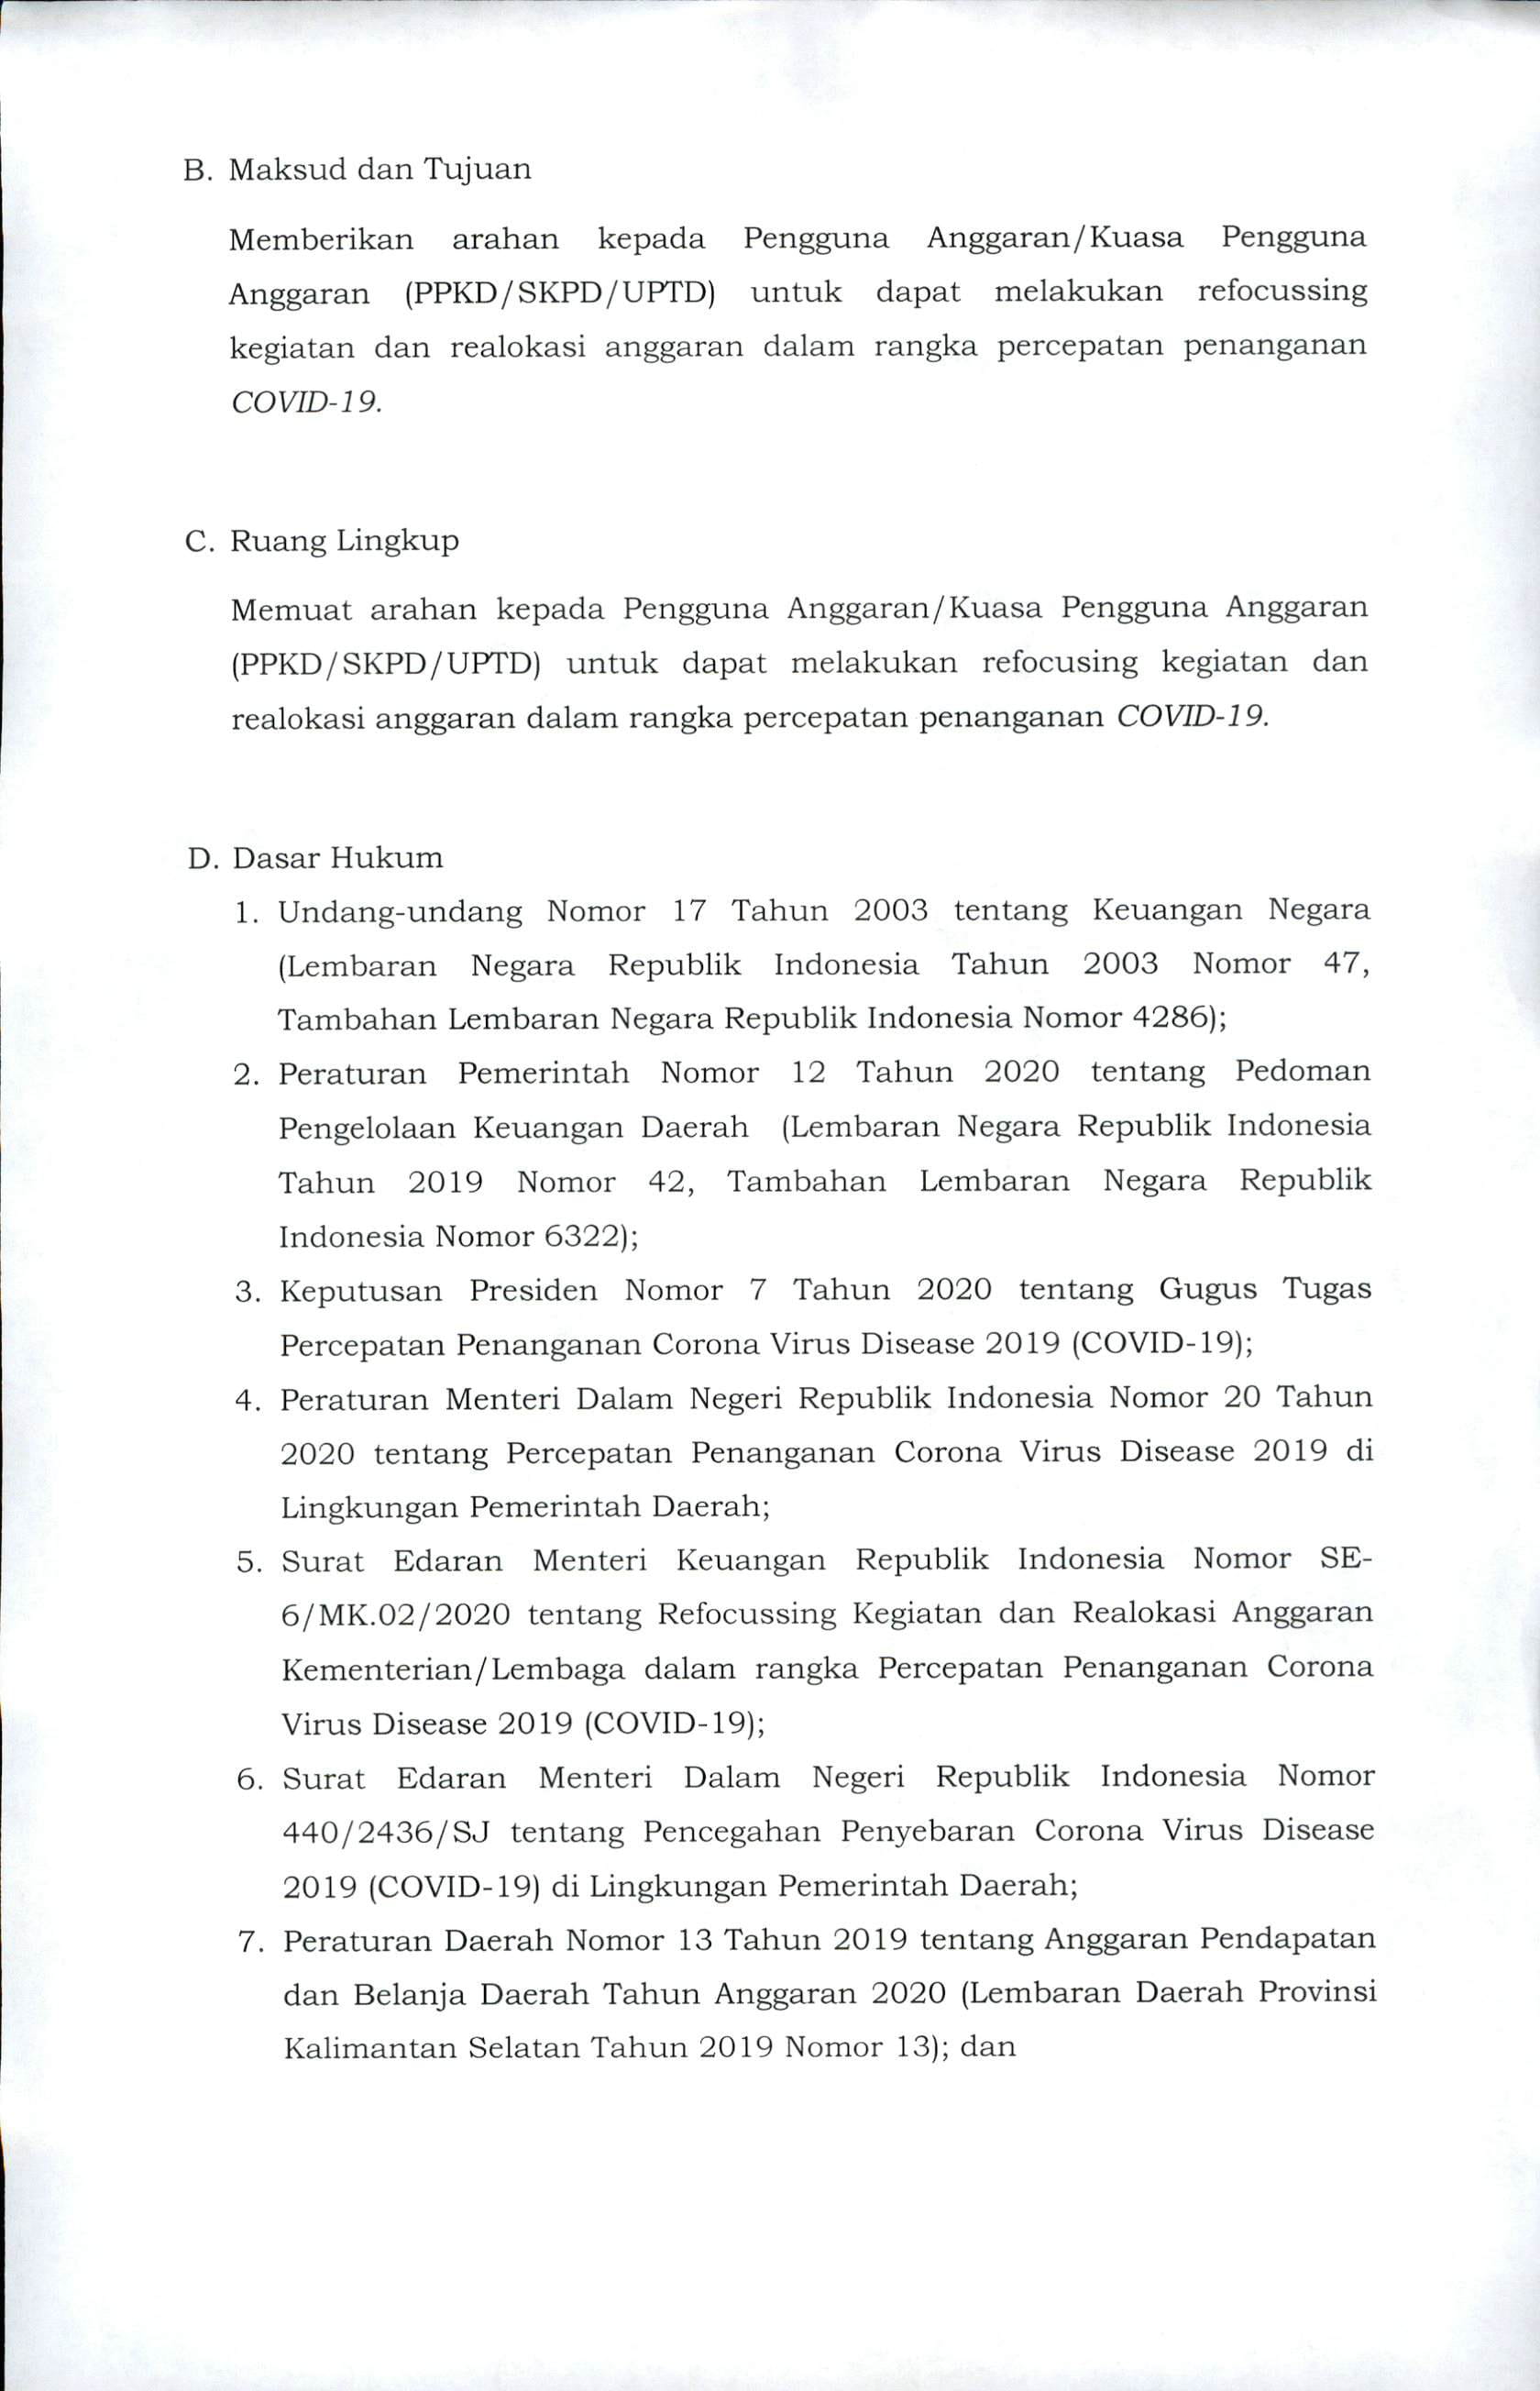 B. Maksud dan Tujuan
Memberikan arahan kepada Pengguna Anggaran/Kuasa Pengguna
Anggaran (PPKD/SKPD/UPTD) untuk dapat melakukan refocussing
kegiatan dan realokasi anggaran dalam rangka percepatan penanganan
COVID-19.
C. Ruang Lingkup
Memuat arahan kepada Pengguna Anggaran/Kuasa Pengguna Anggaran
(PPKD/SKPD/UPTD) untuk dapat melakukan refocusing kegiatan dan
realokasi anggaran dalam rangka percepatan penanganan COVID-19.
D. Dasar Hukum
1. Undang-undang Nomor 17 Tahun 2003 tentang Keuangan Negara
(Lembaran Negara Republik Indonesia Tahun 2003 Nomor 47,
Tambahan Lembaran Negara Republik Indonesia Nomor 4286);
2. Peraturan Pemerintah Nomor 12 Tahun 2020 tentang Pedoman
Pengelolaan Keuangan Daerah (Lembaran Negara Republik Indonesia
Tahun 2019 Nomor 42, Tambahan Lembaran Negara Republik
Indonesia Nomor 6322);
3. Keputusan Presiden Nomor 7 Tahun 2020 tentang Gugus Tugas
Percepatan Penanganan Corona Virus Disease 2019 (COVID-19);
4. Peraturan Menteri Dalam Negeri Republik Indonesia Nomor 20 Tahun
2020 tentang Percepatan Penanganan Corona Virus Disease 2019 di
Lingkungan Pemerintah Daerah;
5. Surat Edaran Menteri Keuangan Republik Indonesia Nomor SE-
6/MK.02/2020 tentang Refocussing Kegiatan dan Realokasi Anggaran
Kementerian/Lembaga dalam rangka Percepatan Penanganan Corona
Virus Disease 2019 (COVID-19);
6. Surat Edaran Menteri Dalam Negeri Republik Indonesia Nomor
440/2436/SJ tentang Pencegahan Penyebaran Corona Virus Disease
2019 (COVID-19) di Lingkungan Pemerintah Daerah;
7. Peraturan Daerah Nomor 13 Tahun 2019 tentang Anggaran Pendapatan
dan Belanja Daerah Tahun Anggaran 2020 (Lembaran Daerah Provinsi
Kalimantan Selatan Tahun 2019 Nomor 13); dan